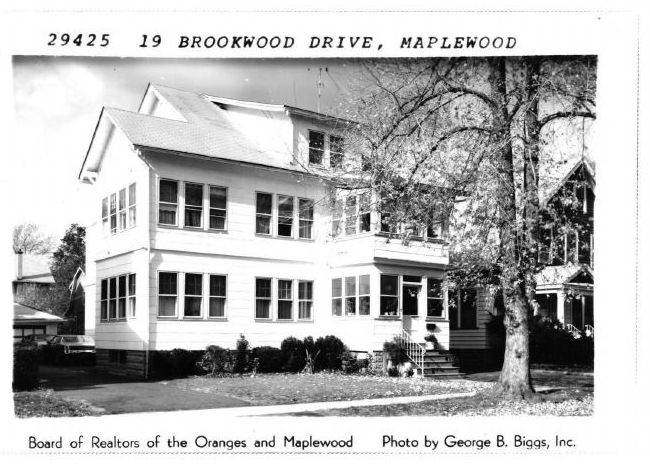 29425 19 BROOKWOOD DRIVE, MAPLEWOOD
Board of Realtors of the Oranges and Maplewood Photo by George B. Biggs, Inc.